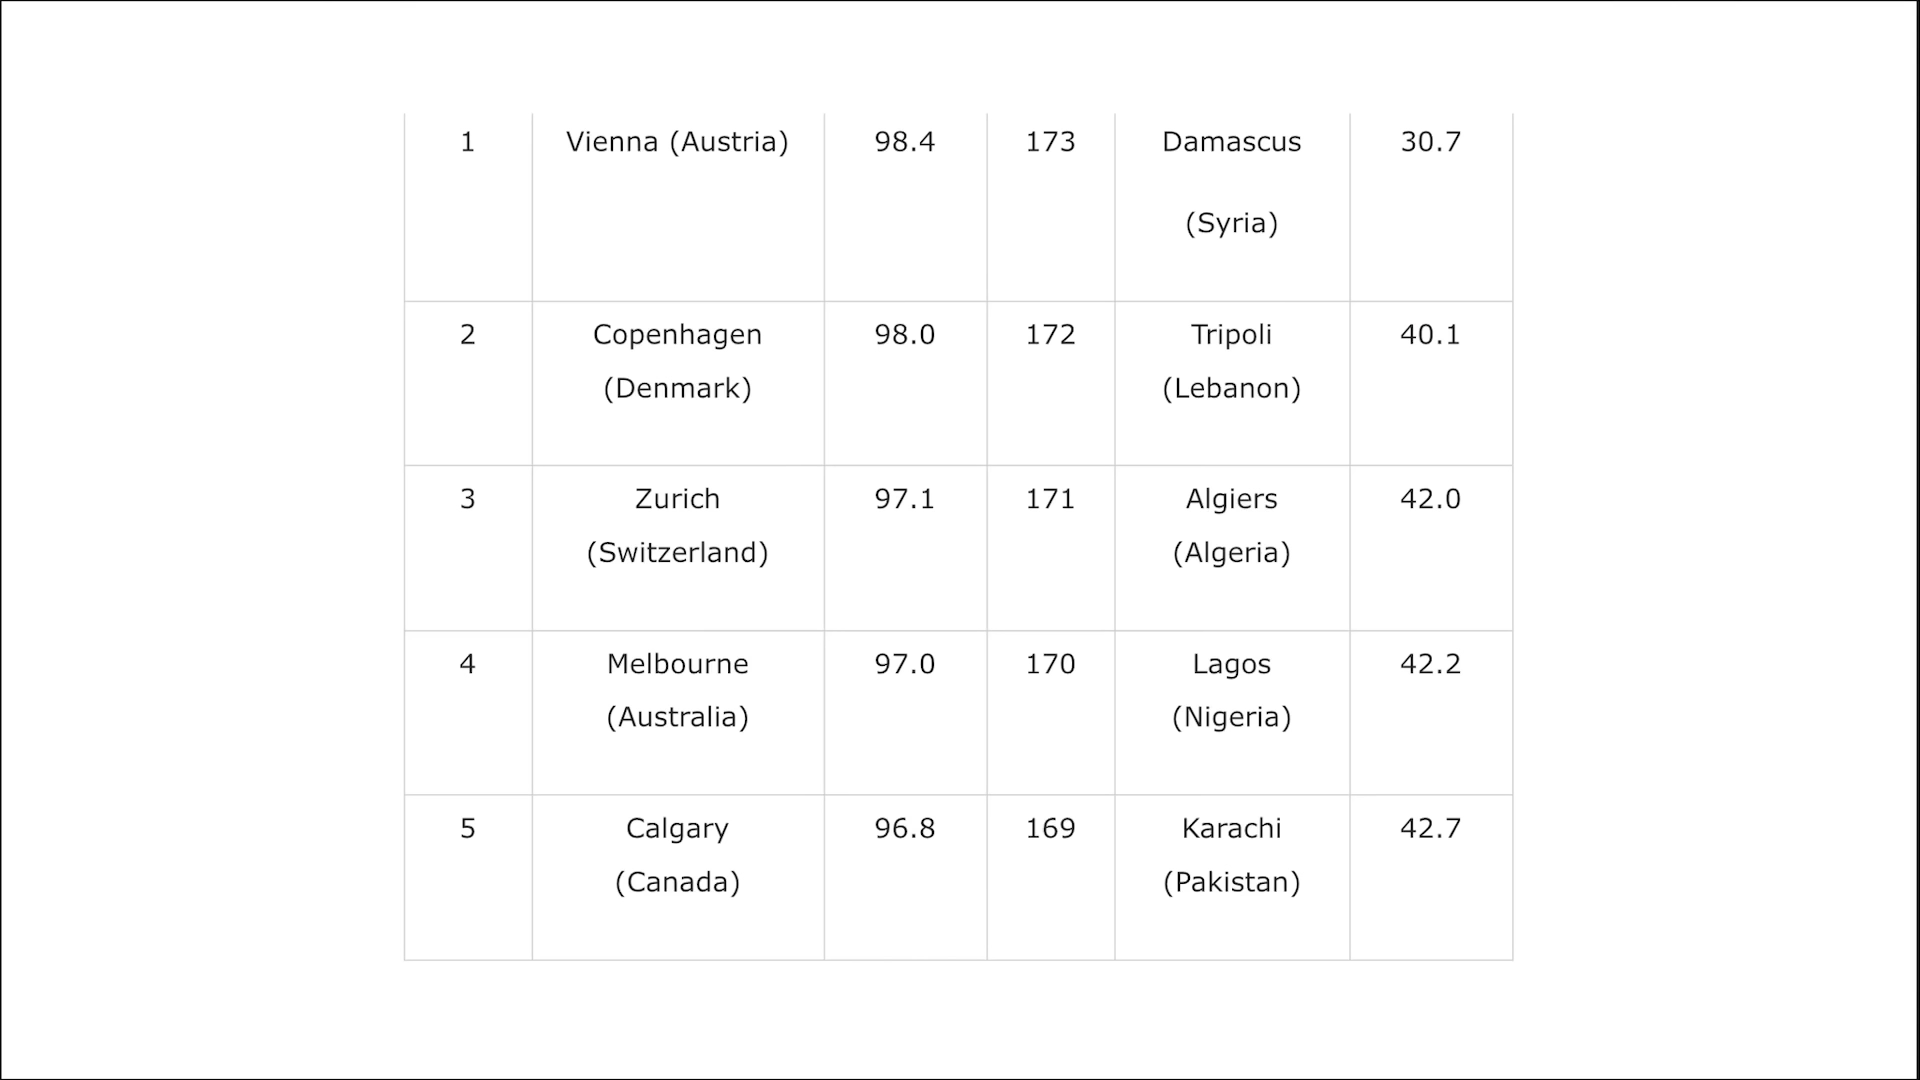 1 Vienna (Austria) 98.4 173 Damascus 30.7
(Syria)
2 Copenhagen 98.0 172 Tripoli 40.1
(Denmark) (Lebanon)
3 Zurich 97.1 171 Algiers 42.0
(Switzerland) (Algeria)
4 Melbourne 97.0 170 Lagos 42.2
(Australia) (Nigeria)
5 Calgary 96.8 169 Karachi 42.7
(Canada) (Pakistan)